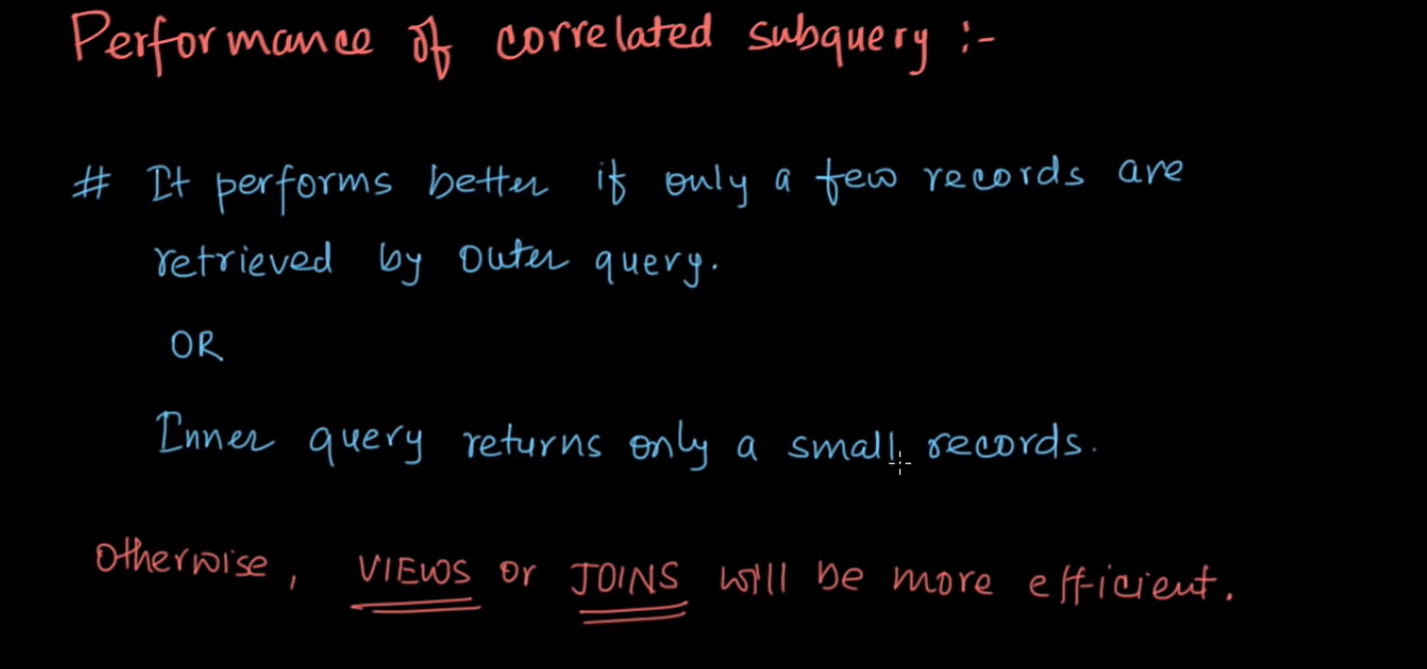 Performance of correlated subquery :-
# It performs better if only a few records are
retrieved by outer query.
OR
Inner query returns only a small records.
Otherwise, VIEWS or JOINS will be more efficient.